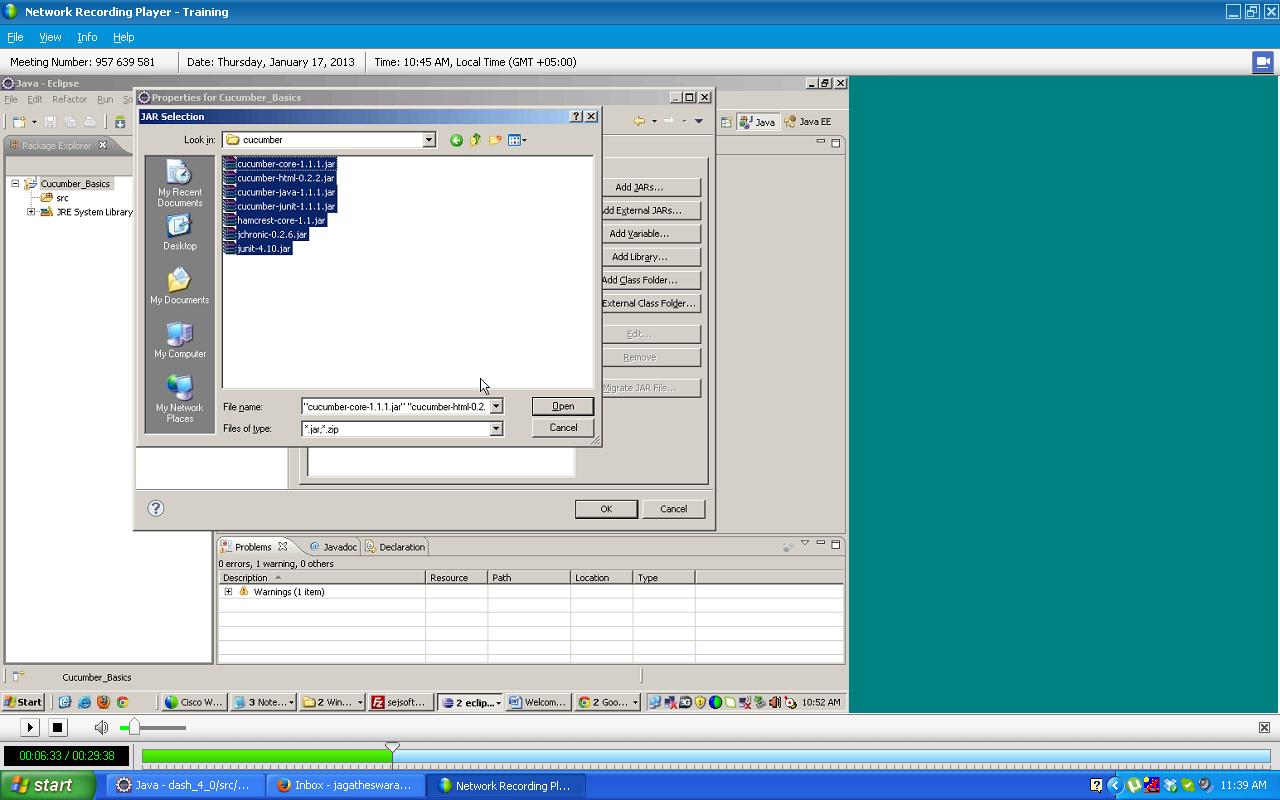 Network Recording Player - Training
File View Info Help
Meeting Number: 957 639 581
Date: Thursday, January 17, 2013
Time: 10:45 AM, Local Time (GMT +05:00)
Java - Eclipse
File Edit Refactor Run So
Properties for Cucumber_Basics
JAR Selection
Look in: cucumber
Java
Java EE
Package Explorer
Cucumber_Basics
src
JRE System Library
My Recent Documents
Desktop
My Documents
My Computer
My Network Places
cucumber-core-1.1.1.jar
cucumber-html-0.2.2.jar
cucumber-java-1.1.1.jar
cucumber-junit-1.1.1.jar
hamcrest-core-1.1.jar
jchronic-0.2.6.jar
junit-4.10.jar
Add JARs...
Add External JARs...
Add Variable...
Add Library...
Add Class Folder...
External Class Folder...
Edit...
Remove
Migrate JAR File...
File name: "cucumber-core-1.1.1.jar" "cucumber-html-0.2.
Open
Files of type: *.jar;*.zip
Cancel
OK
Cancel
Problems
@ Javadoc
Declaration
0 errors, 1 warning, 0 others
Description Resource Path Location Type
Warnings (1 item)
Cucumber_Basics
Start
Cisco W...
3 Note...
2 Win...
sejsoft...
2 eclip...
Welcom...
2 Goo...
10:52 AM
00:06:33 / 00:29:38
start
Java - dash_4_0/src/...
Inbox - jagatheswara...
Network Recording Pl...
11:39 AM